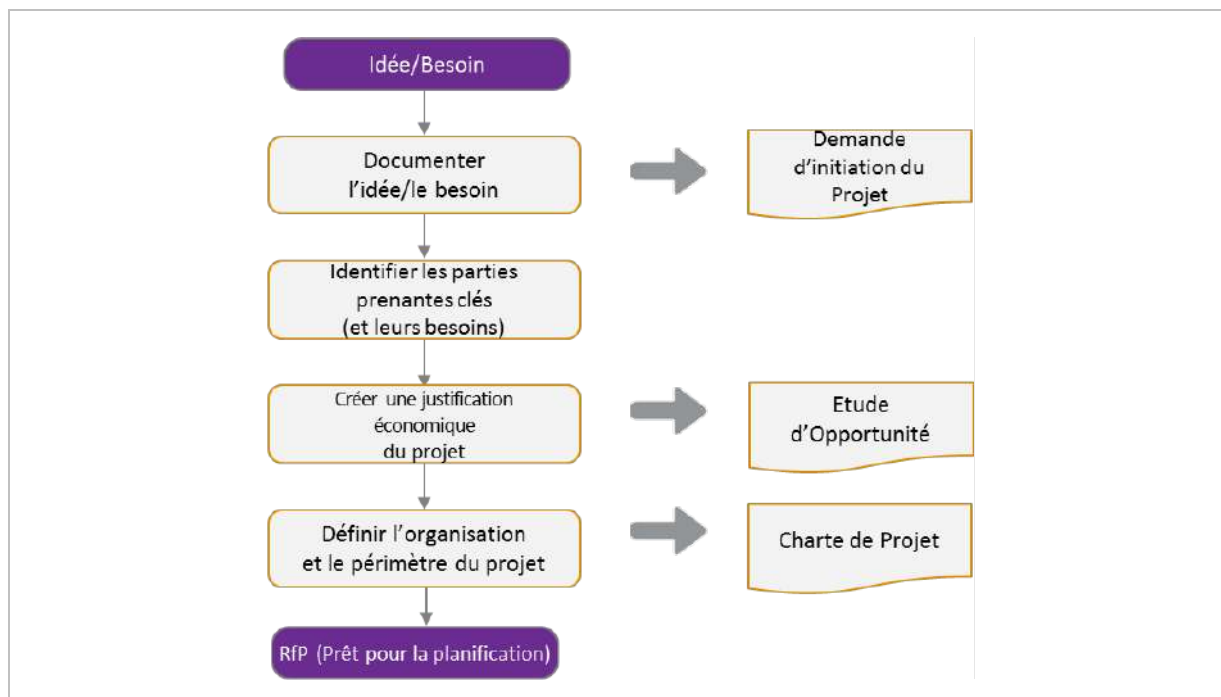 Idée/Besoin
Documenter
l'idée/le besoin
Demande
d'initiation du
Projet
Identifier les parties
prenantes clés
(et leurs besoins)
Créer une justification
économique
du projet
Etude
d'Opportunité
Définir l'organisation
et le périmètre du projet
Charte de Projet
RfP (Prêt pour la planification)